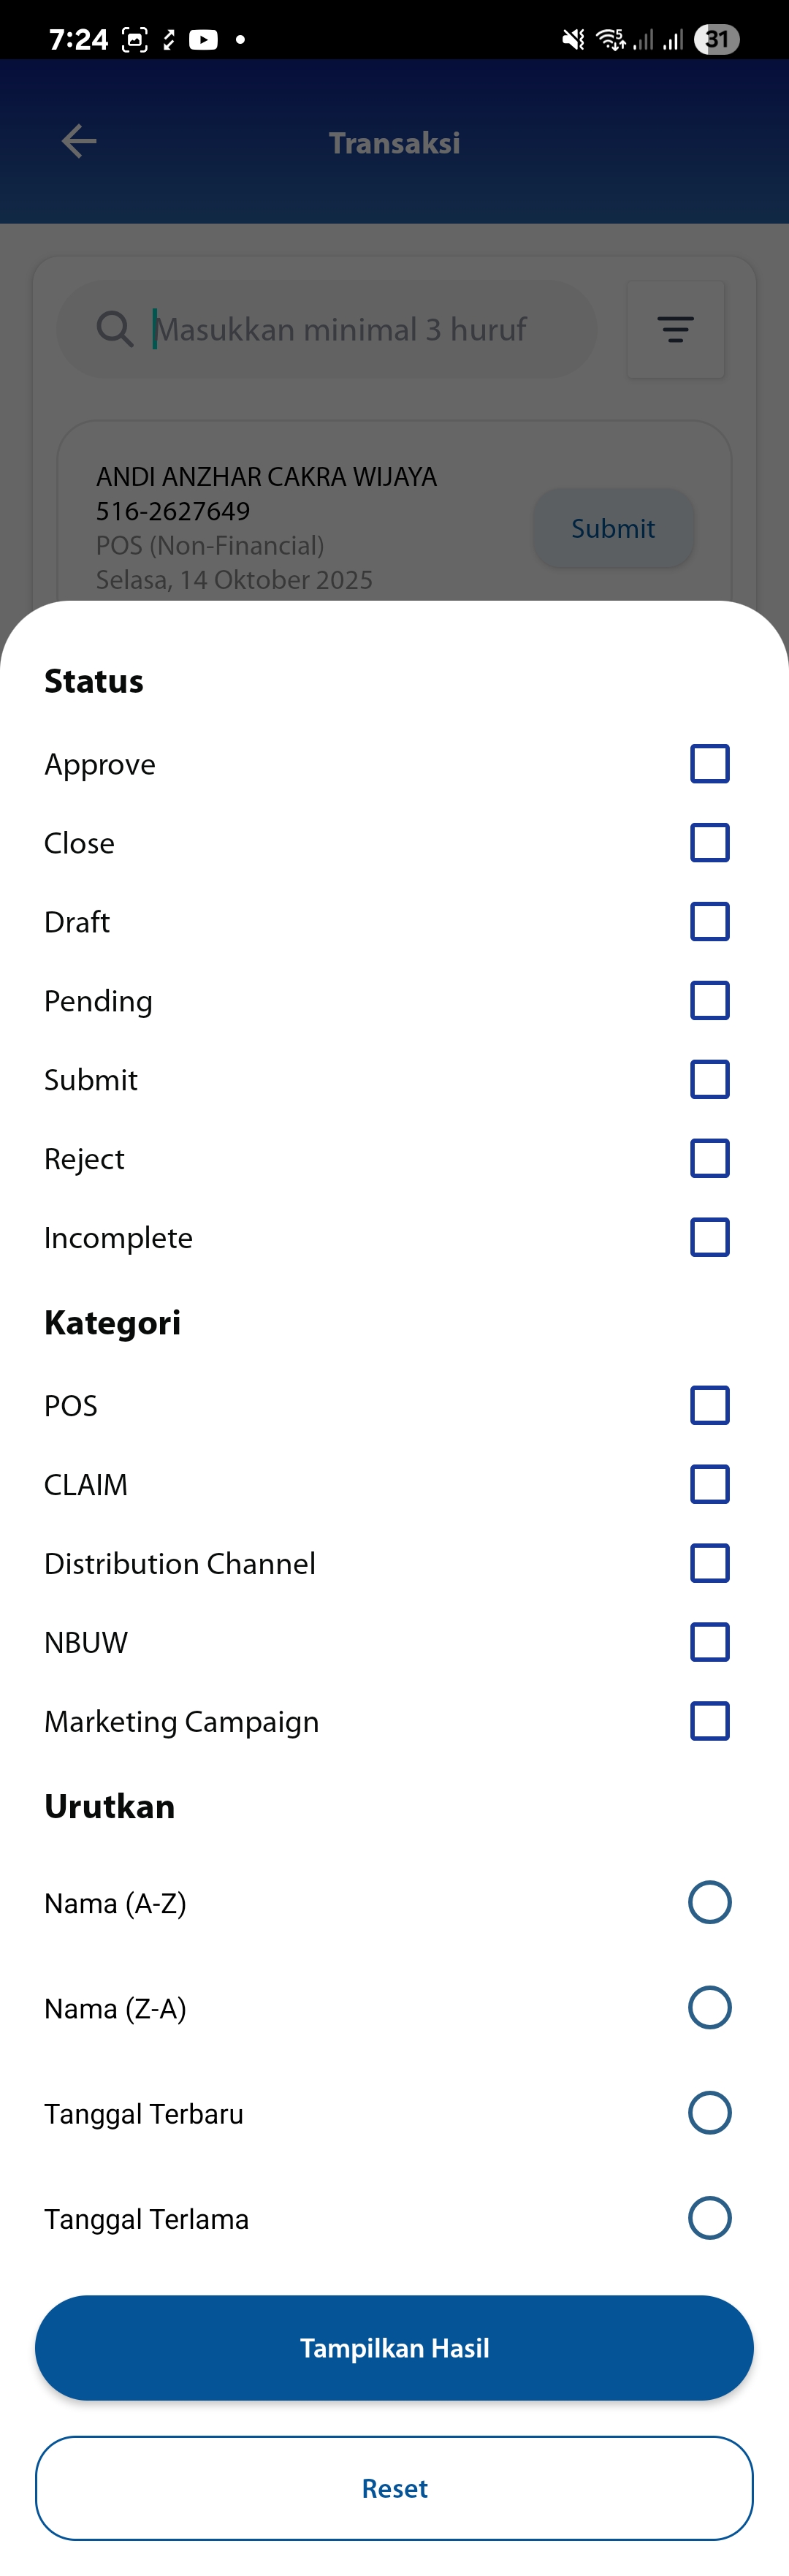 7:24
5
31
Transaksi
Masukkan minimal 3 huruf
ANDI ANZHAR CAKRA WIJAYA
516-2627649
POS (Non-Financial)
Selasa, 14 Oktober 2025
Submit
Status
Approve
Close
Draft
Pending
Submit
Reject
Incomplete
Kategori
POS
CLAIM
Distribution Channel
NBUW
Marketing Campaign
Urutkan
Nama (A-Z)
Nama (Z-A)
Tanggal Terbaru
Tanggal Terlama
Tampilkan Hasil
Reset